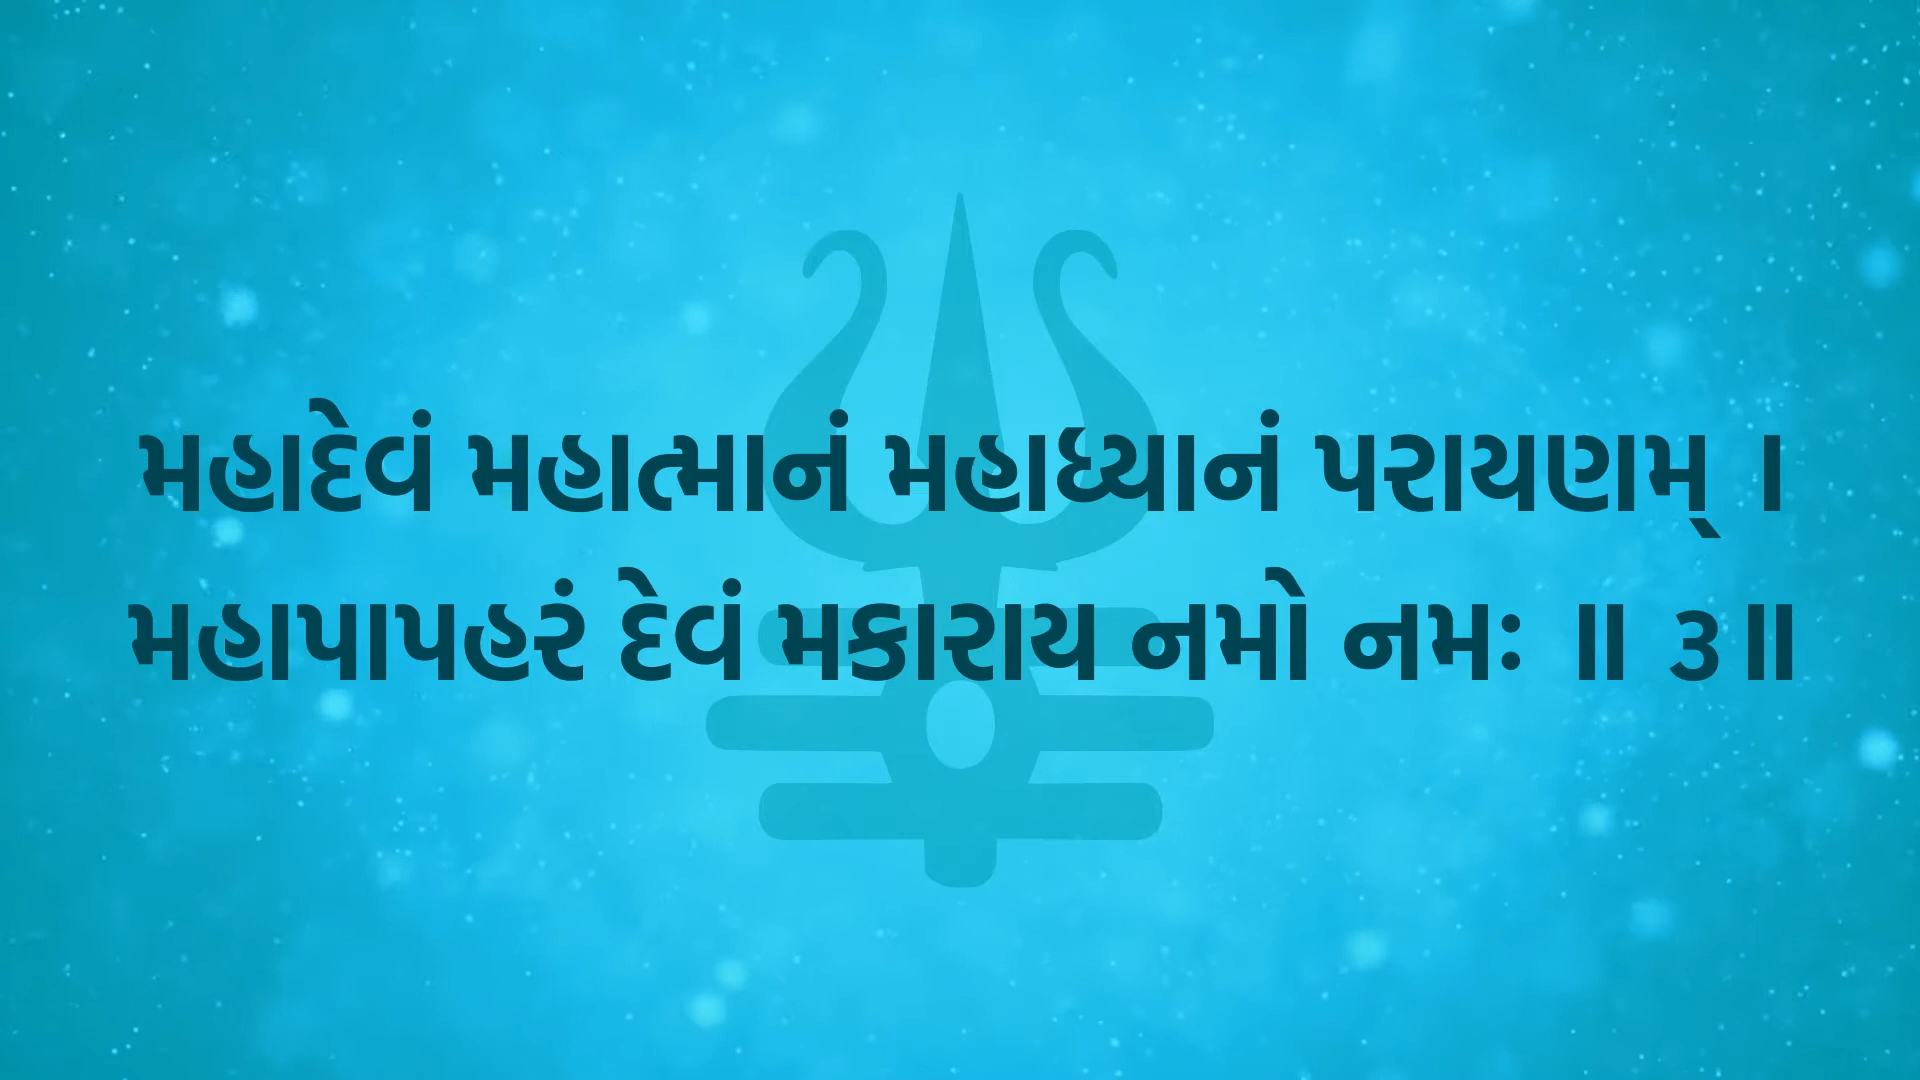 મહાદેવં મહાત્માનં મહાધ્યાનં પરાયણમ્ ।
મહાપાપહરં દેવં મકારાય નમો નમઃ ॥ ૩॥